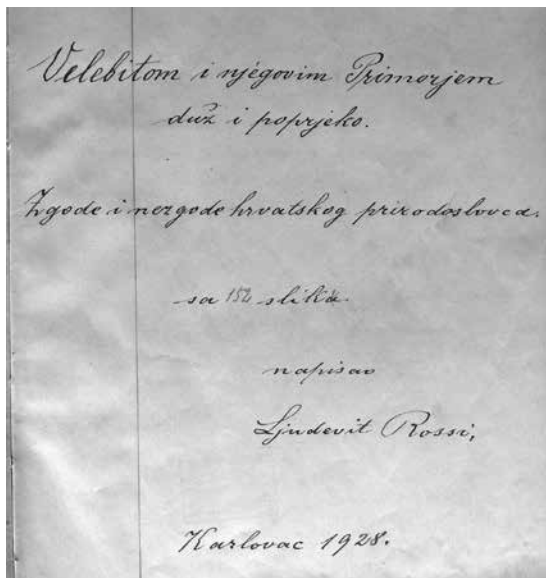 Velebitom i njegovim Primorjem
duž i poprjeko.
Zgode i nezgode hrvatskog prirodoslovca.
sa 152 slika.
napisao
Ljudevit Rossi,
Karlovac 1928.